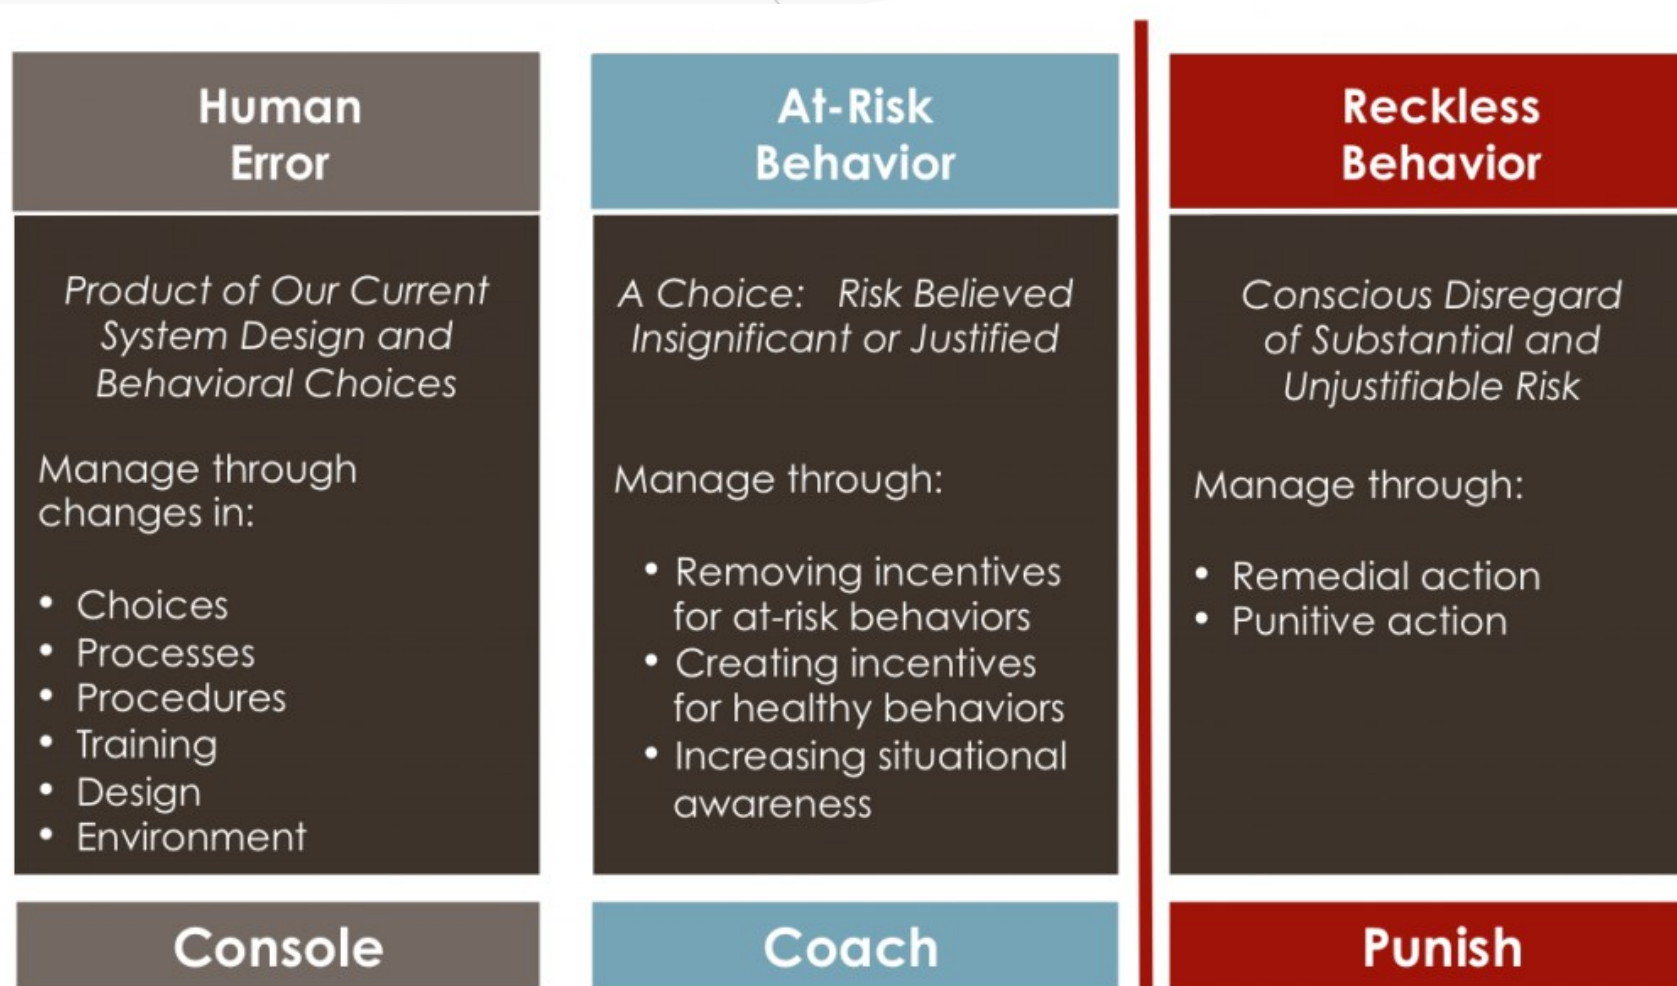 Human
Error
Product of Our Current
System Design and
Behavioral Choices
Manage through
changes in:
• Choices
• Processes
• Procedures
• Training
• Design
• Environment
Console
At-Risk
Behavior
A Choice: Risk Believed
Insignificant or Justified
Manage through:
• Removing incentives
for at-risk behaviors
• Creating incentives
for healthy behaviors
• Increasing situational
awareness
Coach
Reckless
Behavior
Conscious Disregard
of Substantial and
Unjustifiable Risk
Manage through:
• Remedial action
• Punitive action
Punish